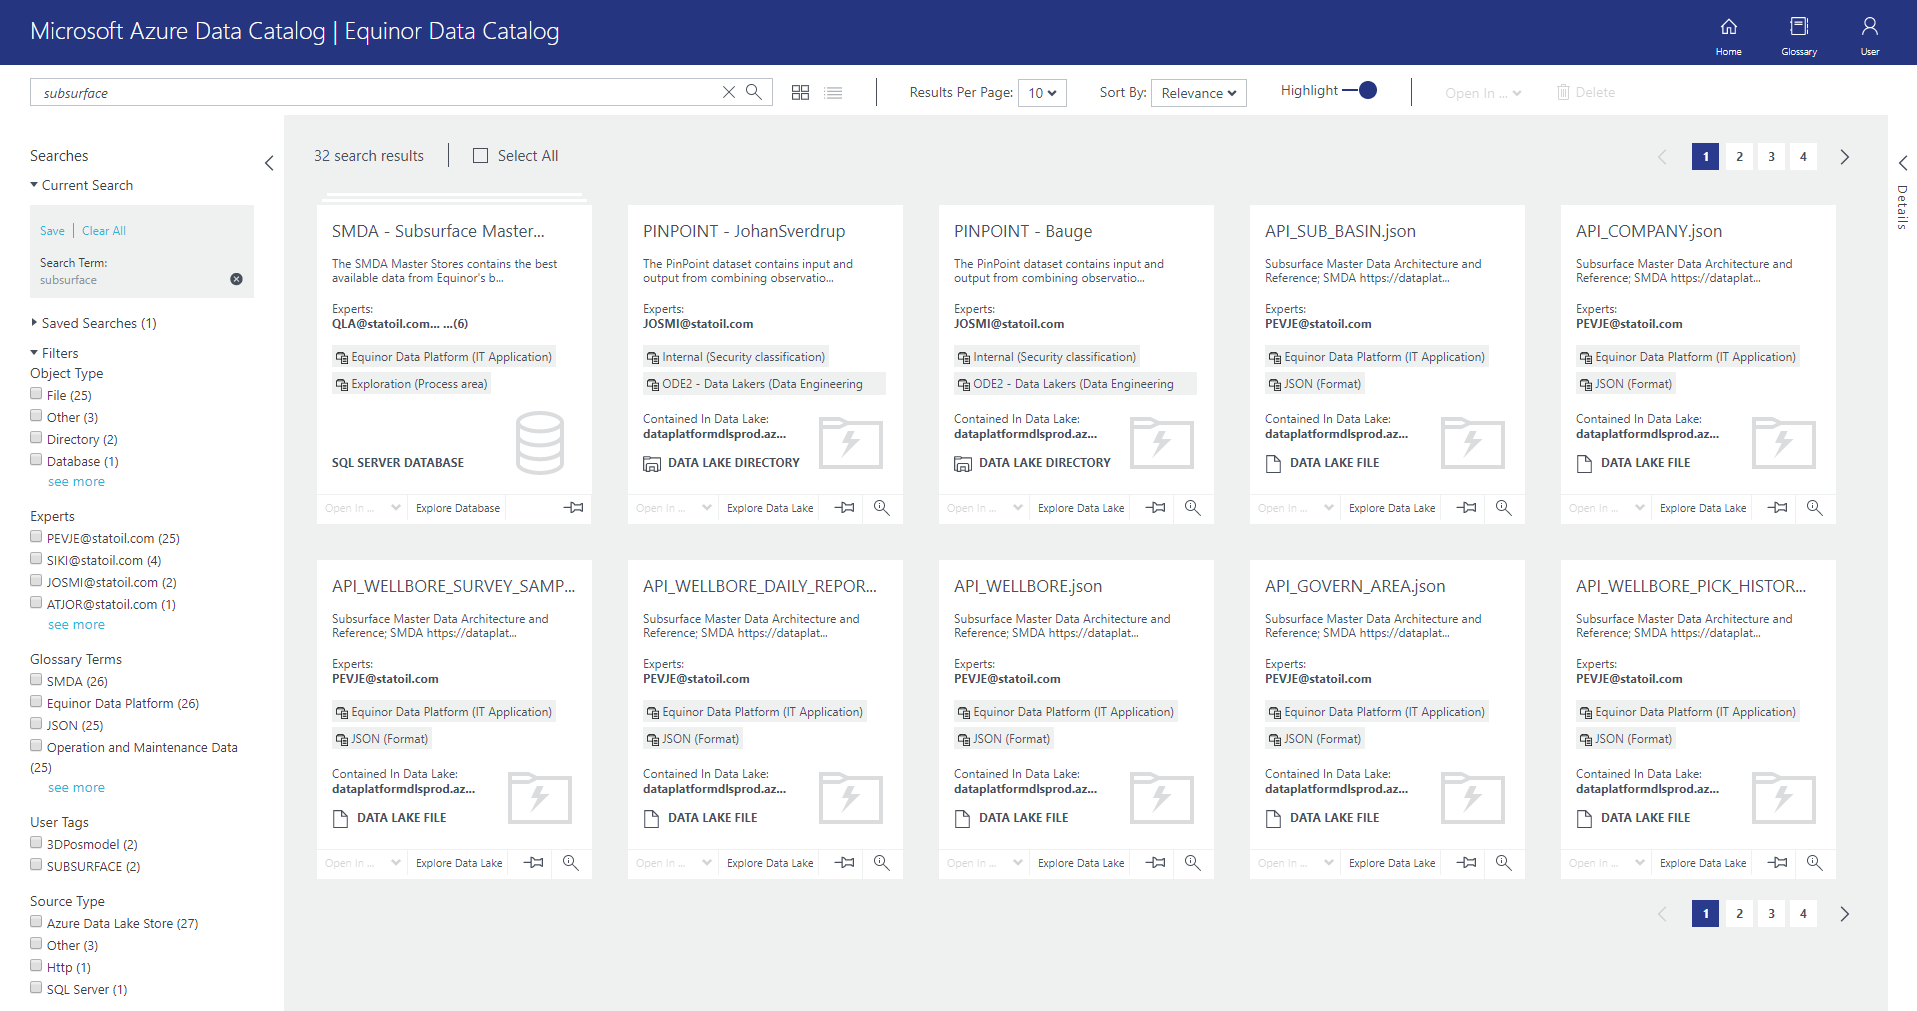 Microsoft Azure Data Catalog | Equinor Data Catalog
Home
Glossary
User
subsurface
Results Per Page:
10
Sort By:
Relevance
Highlight
Open In ...
Delete
Searches
Current Search
Save
Clear All
Search Term:
subsurface
Saved Searches (1)
Filters
Object Type
File (25)
Other (3)
Directory (2)
Database (1)
see more
Experts
PEVJE@statoil.com (25)
SIKI@statoil.com (4)
JOSMI@statoil.com (2)
ATJOR@statoil.com (1)
see more
Glossary Terms
SMDA (26)
Equinor Data Platform (26)
JSON (25)
Operation and Maintenance Data
(25)
see more
User Tags
3DPosmodel (2)
SUBSURFACE (2)
Source Type
Azure Data Lake Store (27)
Other (3)
Http (1)
SQL Server (1)
32 search results
Select All
1
2
3
4
Details
SMDA - Subsurface Master...
The SMDA Master Stores contains the best
available data from Equinor's b...
Experts:
QLA@statoil.com... ...(6)
Equinor Data Platform (IT Application)
Exploration (Process area)
SQL SERVER DATABASE
Open In ...
Explore Database
PINPOINT - JohanSverdrup
The PinPoint dataset contains input and
output from combining observatio...
Experts:
JOSMI@statoil.com
Internal (Security classification)
ODE2 - Data Lakers (Data Engineering
Contained In Data Lake:
dataplatformdlsprod.az...
DATA LAKE DIRECTORY
Open In ...
Explore Data Lake
PINPOINT - Bauge
The PinPoint dataset contains input and
output from combining observatio...
Experts:
JOSMI@statoil.com
Internal (Security classification)
ODE2 - Data Lakers (Data Engineering
Contained In Data Lake:
dataplatformdlsprod.az...
DATA LAKE DIRECTORY
Open In ...
Explore Data Lake
API_SUB_BASIN.json
Subsurface Master Data Architecture and
Reference; SMDA https://dataplat...
Experts:
PEVJE@statoil.com
Equinor Data Platform (IT Application)
JSON (Format)
Contained In Data Lake:
dataplatformdlsprod.az...
DATA LAKE FILE
Open In ...
Explore Data Lake
API_COMPANY.json
Subsurface Master Data Architecture and
Reference; SMDA https://dataplat...
Experts:
PEVJE@statoil.com
Equinor Data Platform (IT Application)
JSON (Format)
Contained In Data Lake:
dataplatformdlsprod.az...
DATA LAKE FILE
Open In ...
Explore Data Lake
API_WELLBORE_SURVEY_SAMP...
Subsurface Master Data Architecture and
Reference; SMDA https://dataplat...
Experts:
PEVJE@statoil.com
Equinor Data Platform (IT Application)
JSON (Format)
Contained In Data Lake:
dataplatformdlsprod.az...
DATA LAKE FILE
Open In ...
Explore Data Lake
API_WELLBORE_DAILY_REPOR...
Subsurface Master Data Architecture and
Reference; SMDA https://dataplat...
Experts:
PEVJE@statoil.com
Equinor Data Platform (IT Application)
JSON (Format)
Contained In Data Lake:
dataplatformdlsprod.az...
DATA LAKE FILE
Open In ...
Explore Data Lake
API_WELLBORE.json
Subsurface Master Data Architecture and
Reference; SMDA https://dataplat...
Experts:
PEVJE@statoil.com
Equinor Data Platform (IT Application)
JSON (Format)
Contained In Data Lake:
dataplatformdlsprod.az...
DATA LAKE FILE
Open In ...
Explore Data Lake
API_GOVERN_AREA.json
Subsurface Master Data Architecture and
Reference; SMDA https://dataplat...
Experts:
PEVJE@statoil.com
Equinor Data Platform (IT Application)
JSON (Format)
Contained In Data Lake:
dataplatformdlsprod.az...
DATA LAKE FILE
Open In ...
Explore Data Lake
API_WELLBORE_PICK_HISTOR...
Subsurface Master Data Architecture and
Reference; SMDA https://dataplat...
Experts:
PEVJE@statoil.com
Equinor Data Platform (IT Application)
JSON (Format)
Contained In Data Lake:
dataplatformdlsprod.az...
DATA LAKE FILE
Open In ...
Explore Data Lake
1
2
3
4